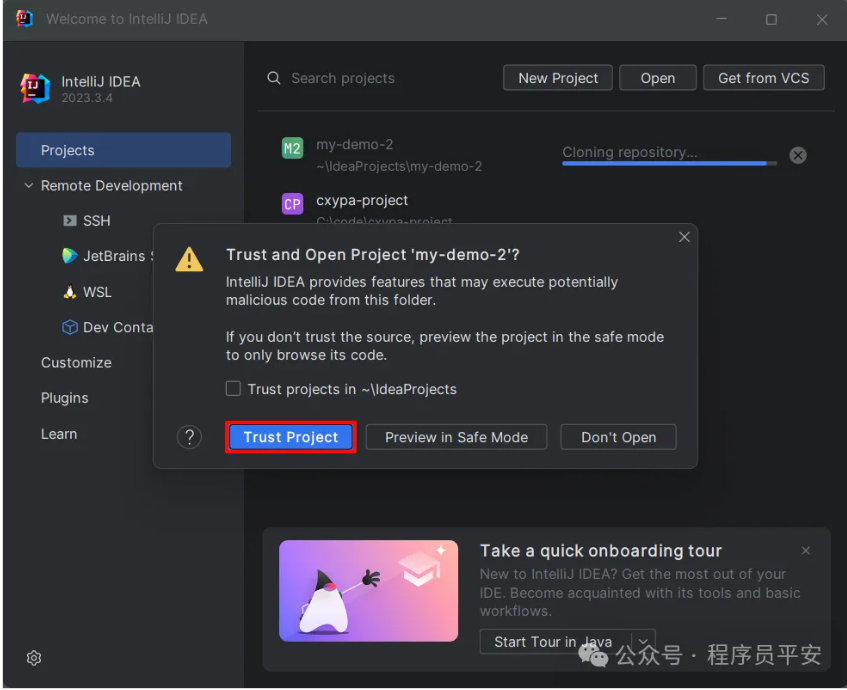 Welcome to IntelliJ IDEA
IntelliJ IDEA
2023.3.4
Search projects
New Project
Open
Get from VCS
Projects
Remote Development
SSH
JetBrains
WSL
Dev Conta
Customize
Plugins
Learn
M2
my-demo-2
~\IdeaProjects\my-demo-2
Cloning repository...
CP
cxypa-project
C:\code\cxypa-project
Trust and Open Project 'my-demo-2'?
IntelliJ IDEA provides features that may execute potentially
malicious code from this folder.
If you don't trust the source, preview the project in the safe mode
to only browse its code.
Trust projects in ~\IdeaProjects
?
Trust Project
Preview in Safe Mode
Don't Open
Take a quick onboarding tour
New to IntelliJ IDEA? Get the most out of your
IDE. Become acquainted with its tools and basic
workflows.
Start Tour in Java
公众号 · 程序员平安